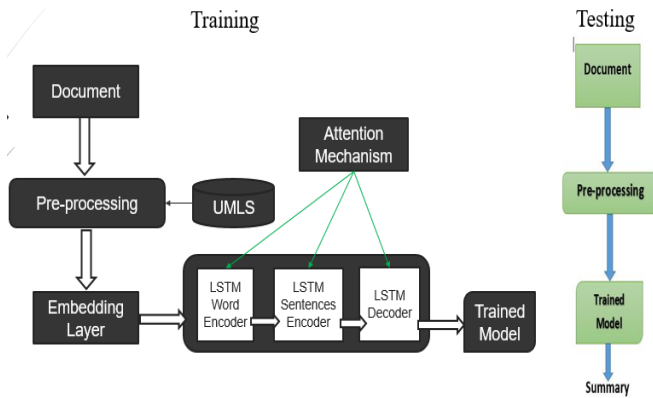 Training
Testing
Document
Attention
Mechanism
Pre-processing
UMLS
Embedding
Layer
LSTM
Word
Encoder
LSTM
Sentences
Encoder
LSTM
Decoder
Trained
Model
Document
Pre-processing
Trained
Model
Summary